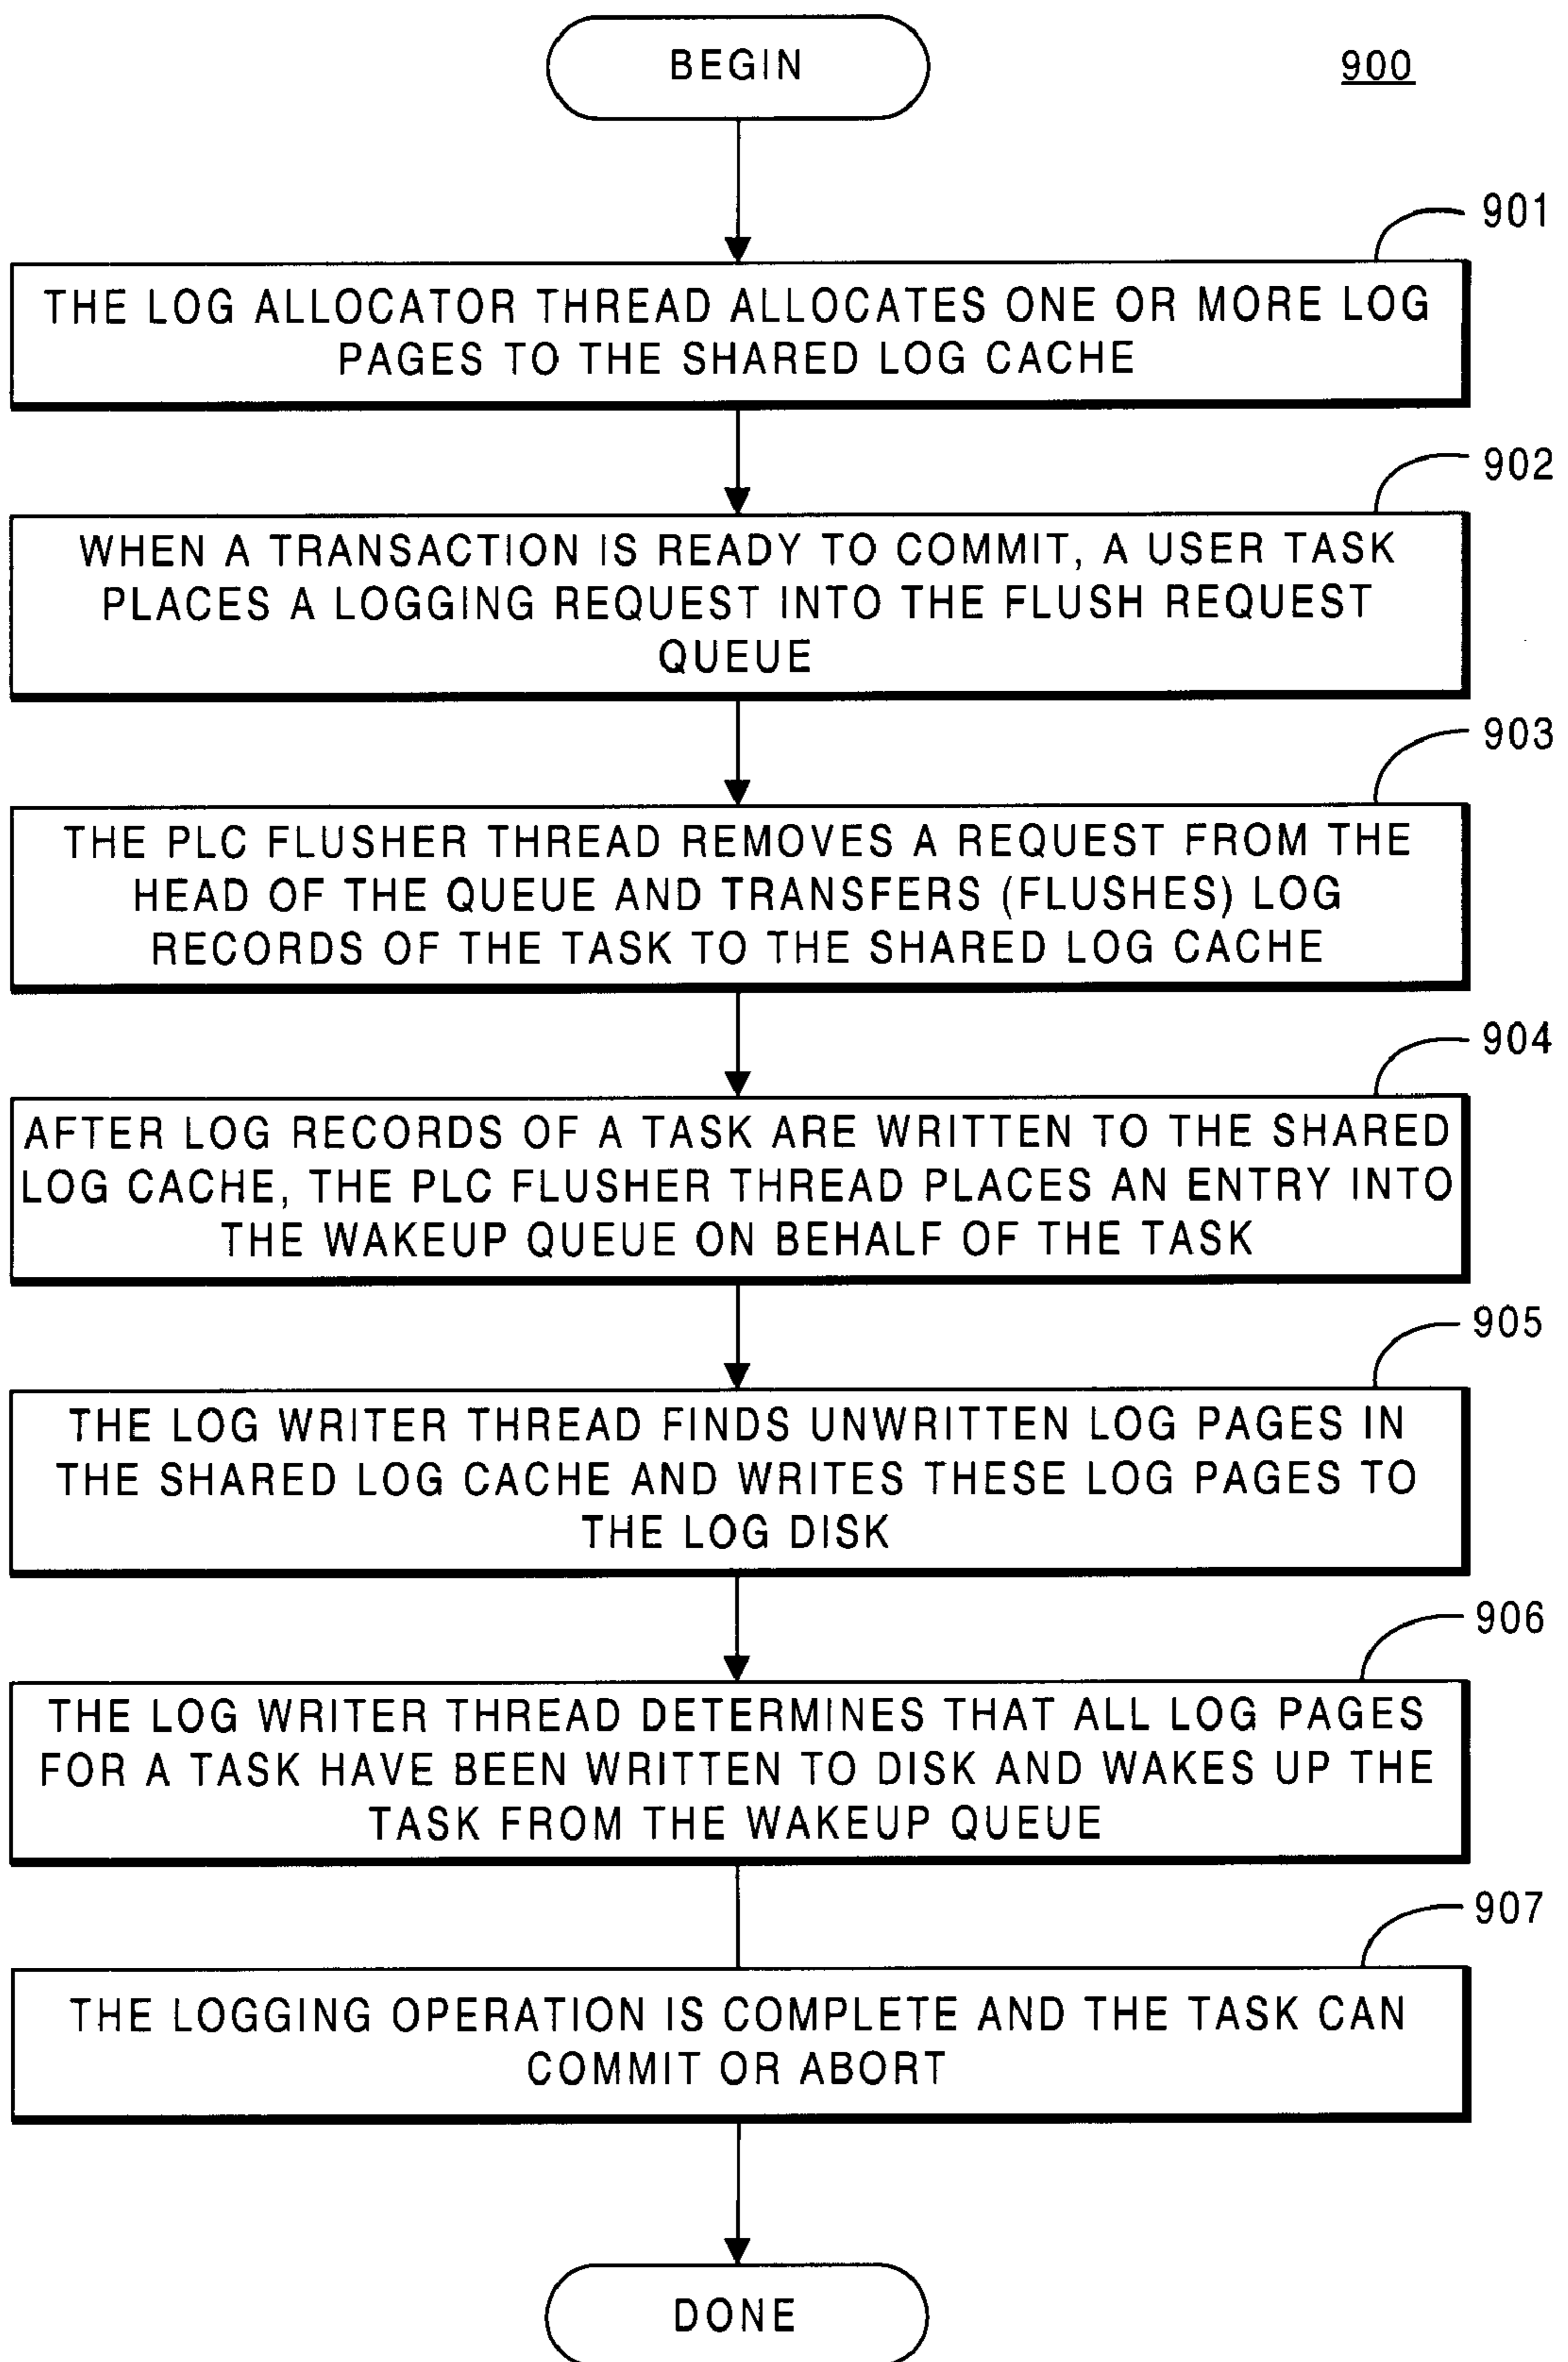 BEGIN
900
901
THE LOG ALLOCATOR THREAD ALLOCATES ONE OR MORE LOG
PAGES TO THE SHARED LOG CACHE
902
WHEN A TRANSACTION IS READY TO COMMIT, A USER TASK
PLACES A LOGGING REQUEST INTO THE FLUSH REQUEST
QUEUE
903
THE PLC FLUSHER THREAD REMOVES A REQUEST FROM THE
HEAD OF THE QUEUE AND TRANSFERS (FLUSHES) LOG
RECORDS OF THE TASK TO THE SHARED LOG CACHE
904
AFTER LOG RECORDS OF A TASK ARE WRITTEN TO THE SHARED
LOG CACHE, THE PLC FLUSHER THREAD PLACES AN ENTRY INTO
THE WAKEUP QUEUE ON BEHALF OF THE TASK
905
THE LOG WRITER THREAD FINDS UNWRITTEN LOG PAGES IN
THE SHARED LOG CACHE AND WRITES THESE LOG PAGES TO
THE LOG DISK
906
THE LOG WRITER THREAD DETERMINES THAT ALL LOG PAGES
FOR A TASK HAVE BEEN WRITTEN TO DISK AND WAKES UP THE
TASK FROM THE WAKEUP QUEUE
907
THE LOGGING OPERATION IS COMPLETE AND THE TASK CAN
COMMIT OR ABORT
DONE